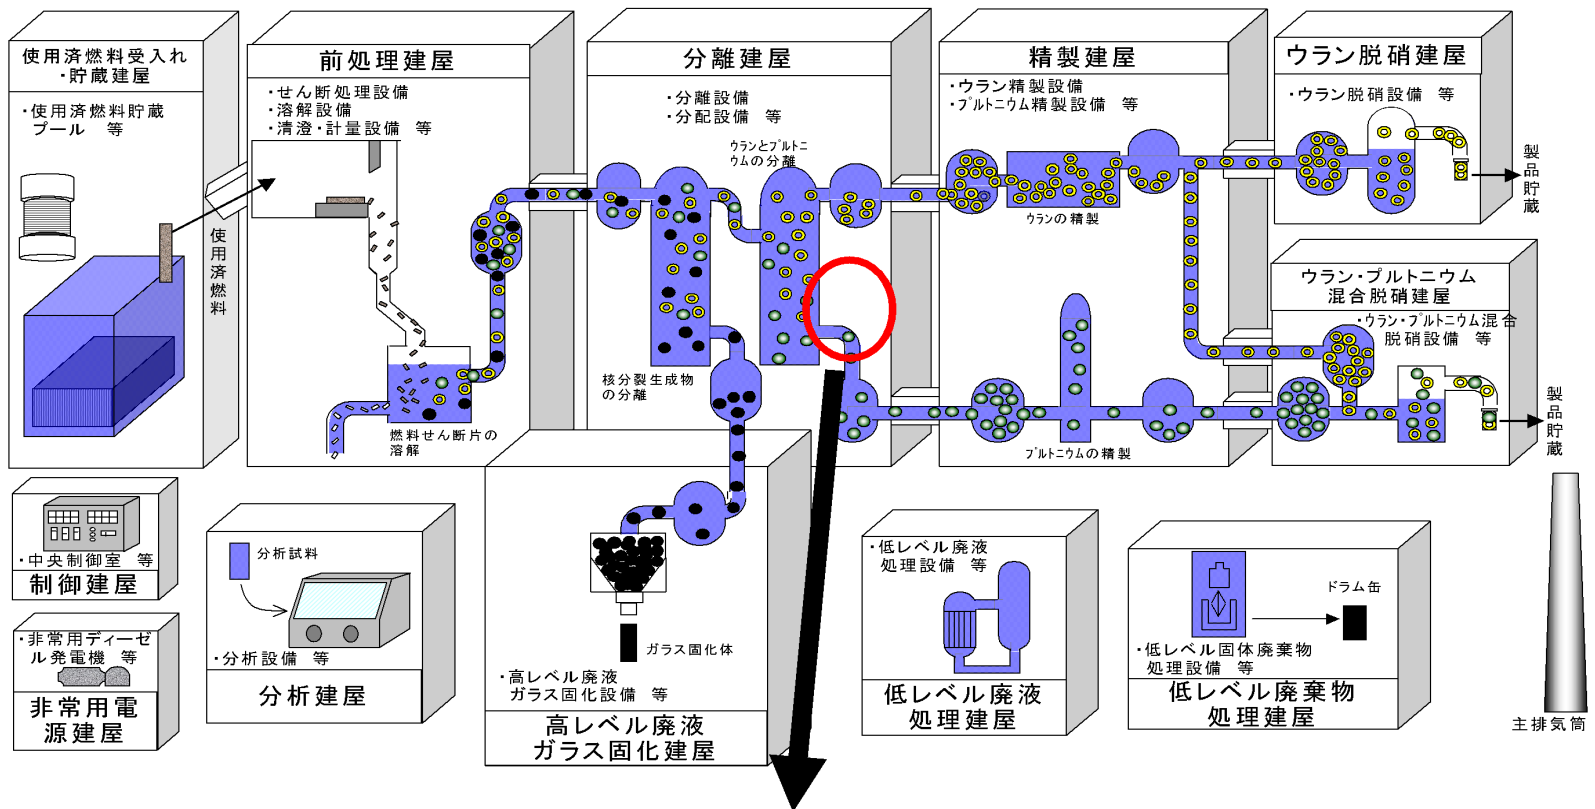 使用済燃料受入れ
・貯蔵建屋
・使用済燃料貯蔵
プール 等
使用済燃料
前処理建屋
・せん断処理設備
・溶解設備
・清澄・計量設備 等
燃料せん断片の
溶解
分離建屋
・分離設備
・分配設備 等
ウランとプルト
ニウムの分離
核分裂生成物
の分離
精製建屋
・ウラン精製設備
・プルトニウム精製設備 等
ウランの精製
プルトニウムの精製
ウラン脱硝建屋
・ウラン脱硝設備 等
製品貯蔵
ウラン・プルトニウム
混合脱硝建屋
・ウラン・プルトニウム混合
脱硝設備 等
製品貯蔵
・中央制御室 等
制御建屋
・非常用ディーゼ
ル発電機 等
非常用電
源建屋
分析試料
・分析設備 等
分析建屋
ガラス固化体
・高レベル廃液
ガラス固化設備 等
高レベル廃液
ガラス固化建屋
・低レベル廃液
処理設備 等
低レベル廃液
処理建屋
ドラム缶
・低レベル固体廃棄物
処理設備 等
低レベル廃棄物
処理建屋
主排気筒